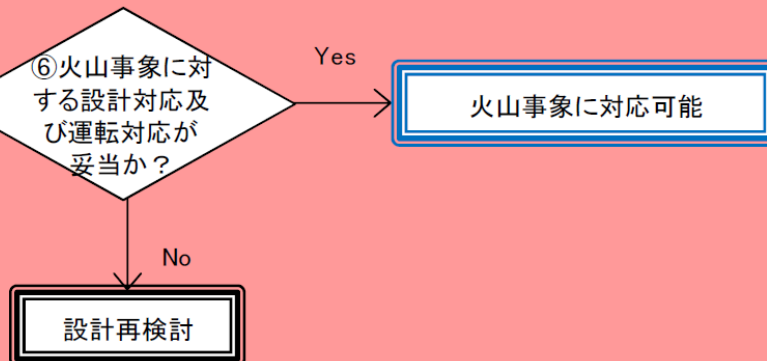 ⑥火山事象に対
する設計対応及
び運転対応が
妥当か？
Yes
火山事象に対応可能
No
設計再検討